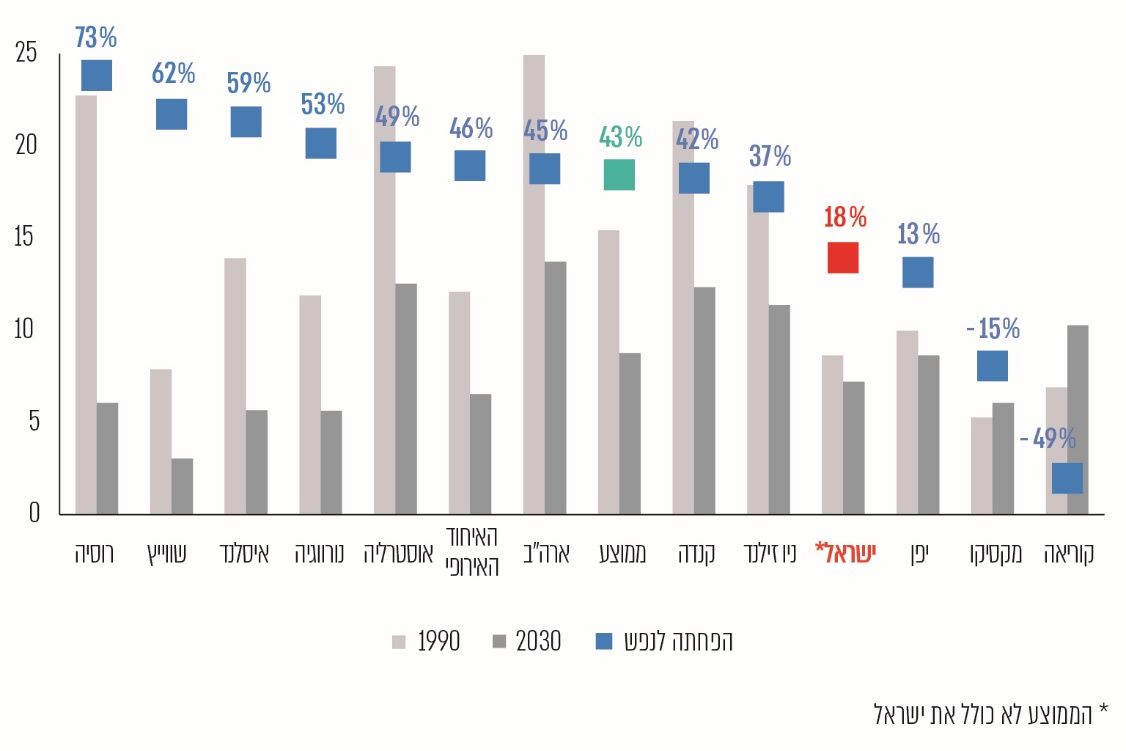 73%
62%
59%
53%
49%
46%
45%
43%
42%
37%
18%
13%
-15%
-49%
25
20
15
10
5
0
רוסיה
שווייץ
איסלנד
נורווגיה
אוסטרליה
האיחוד
האירופי
ארה"ב
ממוצע
קנדה
ניו זילנד
ישראל*
יפן
מקסיקו
קוריאה
1990
2030
הפחתה לנפש
* הממוצע לא כולל את ישראל